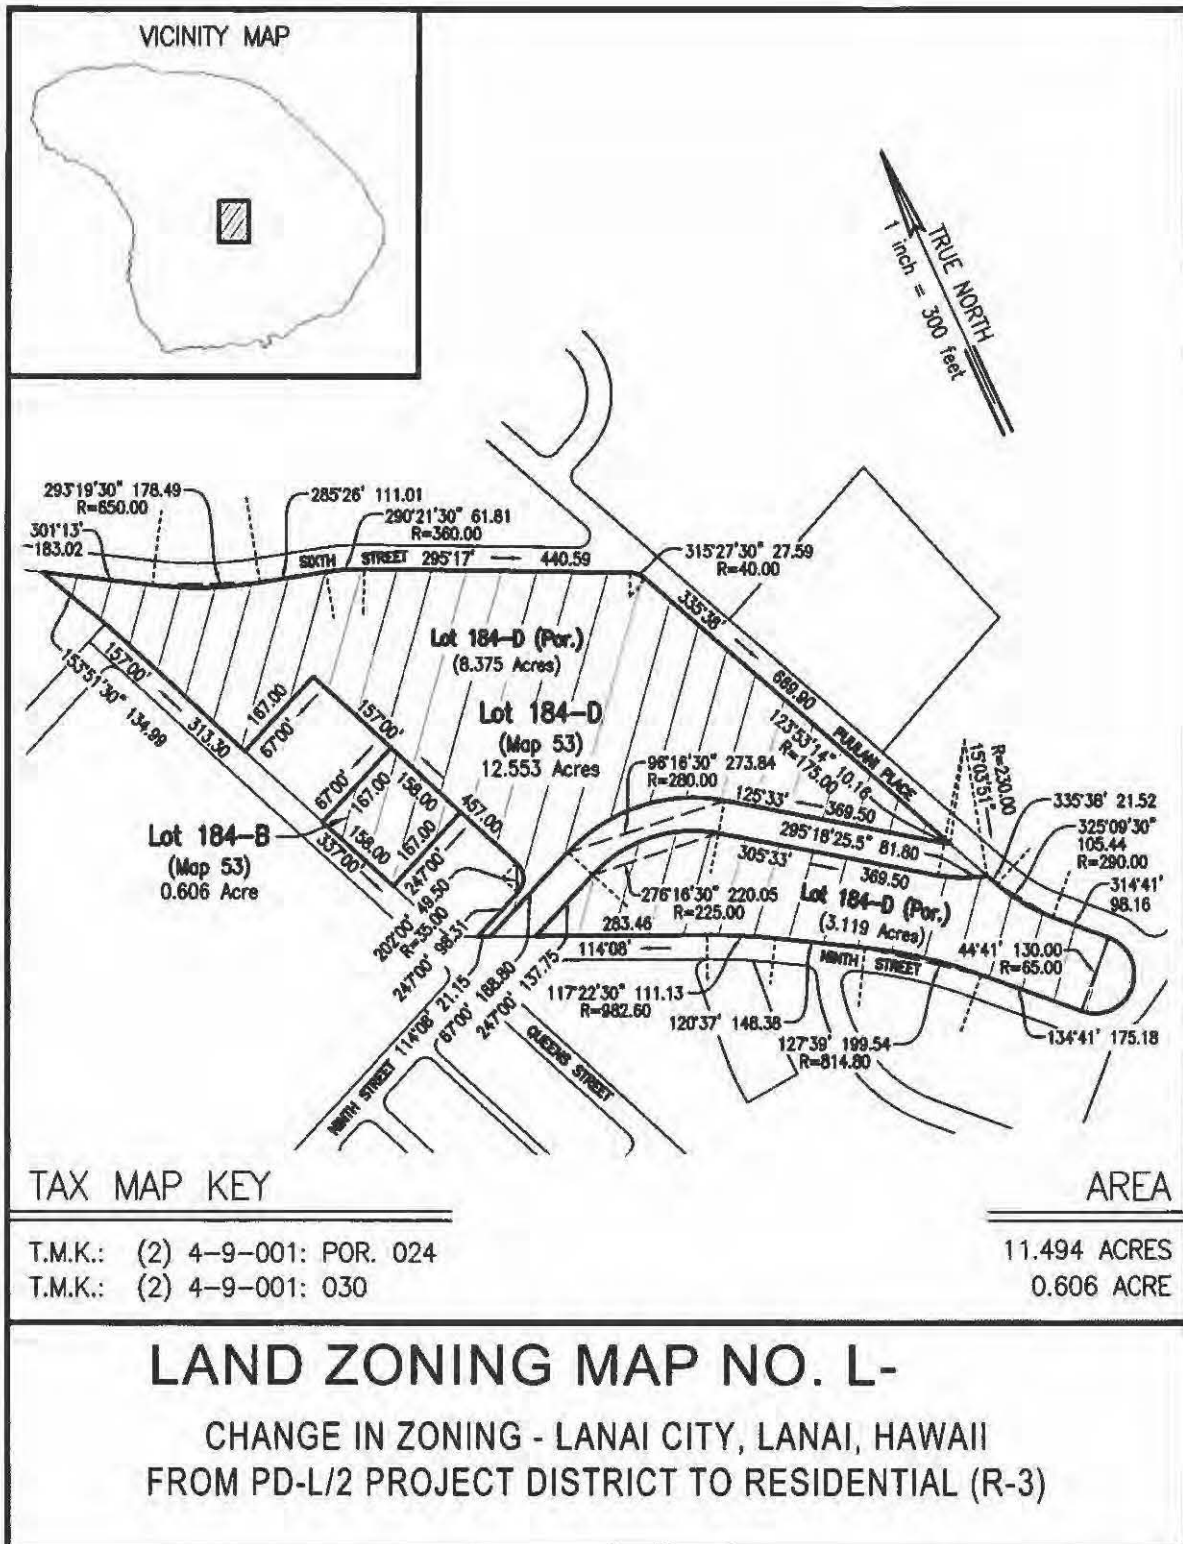 VICINITY MAP
TRUE NORTH
1 inch = 300 feet
293°19'30" 178.49
R=650.00
285°26' 111.01
290°21'30" 61.81
R=360.00
301°13'
183.02
SIXTH STREET 295°17' 440.59
315°27'30" 27.59
R=40.00
335°36' 669.90
PUULANI PLACE
Lot 184-D (Por.)
(8.375 Acres)
Lot 184-D
(Map 53)
12.553 Acres
157°00' 313.30
153°51'30" 134.99
167.00
67°00'
157°00'
457.00
67°00'
167.00
158.00
Lot 184-B
(Map 53)
0.606 Acre
158.00
337°00'
167.00
247°00'
202°00' 49.50
R=35.00
247°00' 98.31
96°16'30" 273.84
R=280.00
123°53'14" 10.16
R=175.00
125°33' 369.50
295°18'25.5" 81.80
305°33' 369.50
R=230.00
15°03'51"
335°36' 21.52
325°09'30"
105.44
R=290.00
314°41'
98.16
276°16'30" 220.05
R=225.00
Lot 184-D (Por.)
(3.119 Acres)
283.46
114°08'
NINTH STREET
44°41' 130.00
R=65.00
117°22'30" 111.13
R=982.60
120°37' 148.38
127°39' 199.54
R=814.80
134°41' 175.18
NINTH STREET
114°08' 21.15
67°00' 168.80
247°00' 137.75
QUEENS STREET
TAX MAP KEY
AREA
T.M.K.: (2) 4-9-001: POR. 024
11.494 ACRES
T.M.K.: (2) 4-9-001: 030
0.606 ACRE
LAND ZONING MAP NO. L-
CHANGE IN ZONING - LANAI CITY, LANAI, HAWAII
FROM PD-L/2 PROJECT DISTRICT TO RESIDENTIAL (R-3)